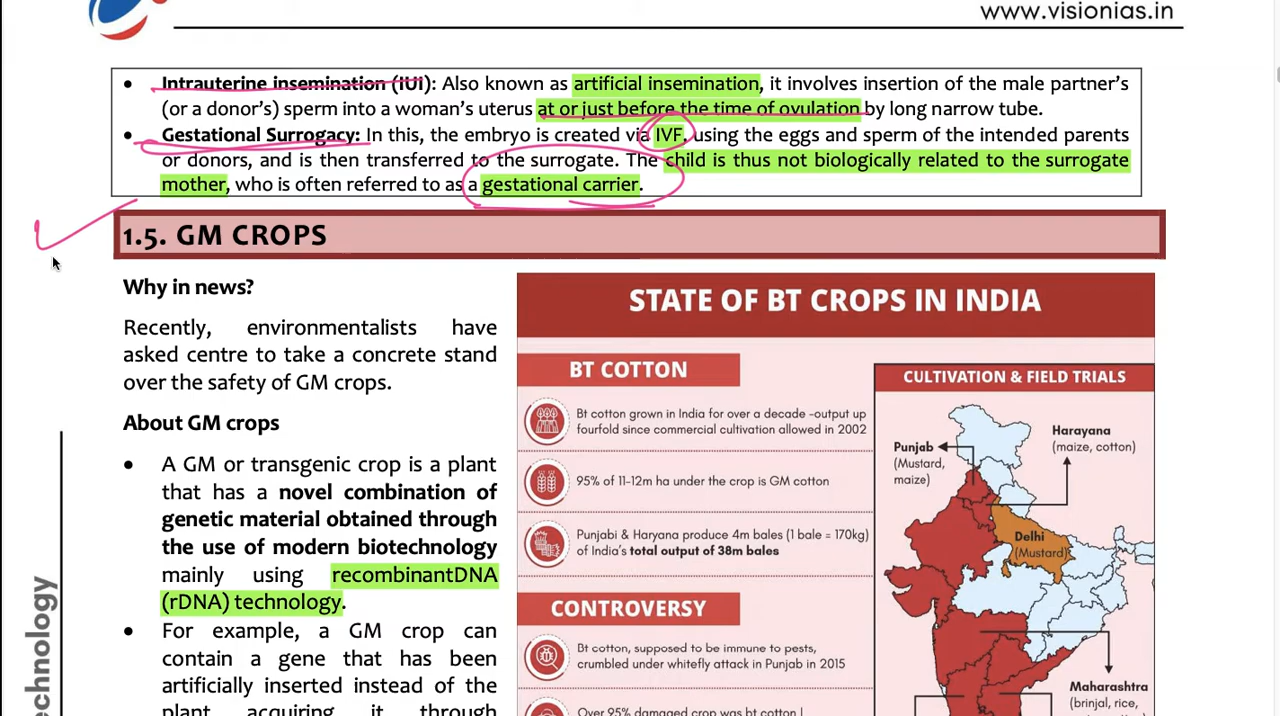 www.visionias.in
• Intrauterine insemination (IUI): Also known as artificial insemination, it involves insertion of the male partner's
(or a donor's) sperm into a woman's uterus at or just before the time of ovulation by long narrow tube.
• Gestational Surrogacy: In this, the embryo is created via IVF, using the eggs and sperm of the intended parents
or donors, and is then transferred to the surrogate. The child is thus not biologically related to the surrogate
mother, who is often referred to as a gestational carrier.
1.5. GM CROPS
Why in news?
Recently, environmentalists have
asked centre to take a concrete stand
over the safety of GM crops.
About GM crops
• A GM or transgenic crop is a plant
that has a novel combination of
genetic material obtained through
the use of modern biotechnology
mainly using recombinantDNA
(rDNA) technology.
• For example, a GM crop can
contain a gene that has been
artificially inserted instead of the
plant acquiring it through
STATE OF BT CROPS IN INDIA
BT COTTON
Bt cotton grown in India for over a decade -output up
fourfold since commercial cultivation allowed in 2002
95% of 11-12m ha under the crop is GM cotton
Punjabi & Haryana produce 4m bales (1 bale = 170kg)
of India's total output of 38m bales
CONTROVERSY
Bt cotton, supposed to be immune to pests,
crumbled under whitefly attack in Punjab in 2015
Over 95% damaged crop was bt cotton |
CULTIVATION & FIELD TRIALS
Punjab
(Mustard,
maize)
Harayana
(maize, cotton)
Delhi
(Mustard)
Maharashtra
(brinjal, rice,
echnology